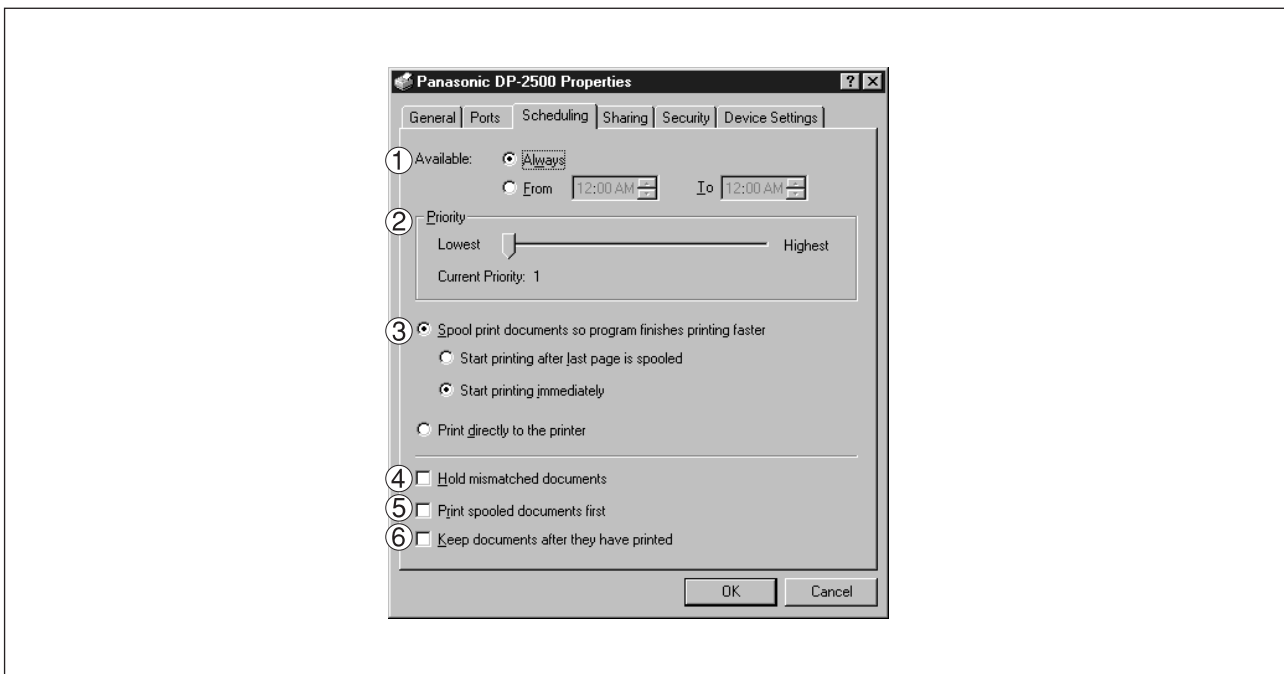 Panasonic DP-2500 Properties ? X
General Ports Scheduling Sharing Security Device Settings
① Available: Always
From 12:00 AM To 12:00 AM
② Priority
Lowest Highest
Current Priority: 1
③ Spool print documents so program finishes printing faster
Start printing after last page is spooled
Start printing immediately
Print directly to the printer
④ Hold mismatched documents
⑤ Print spooled documents first
⑥ Keep documents after they have printed
OK Cancel